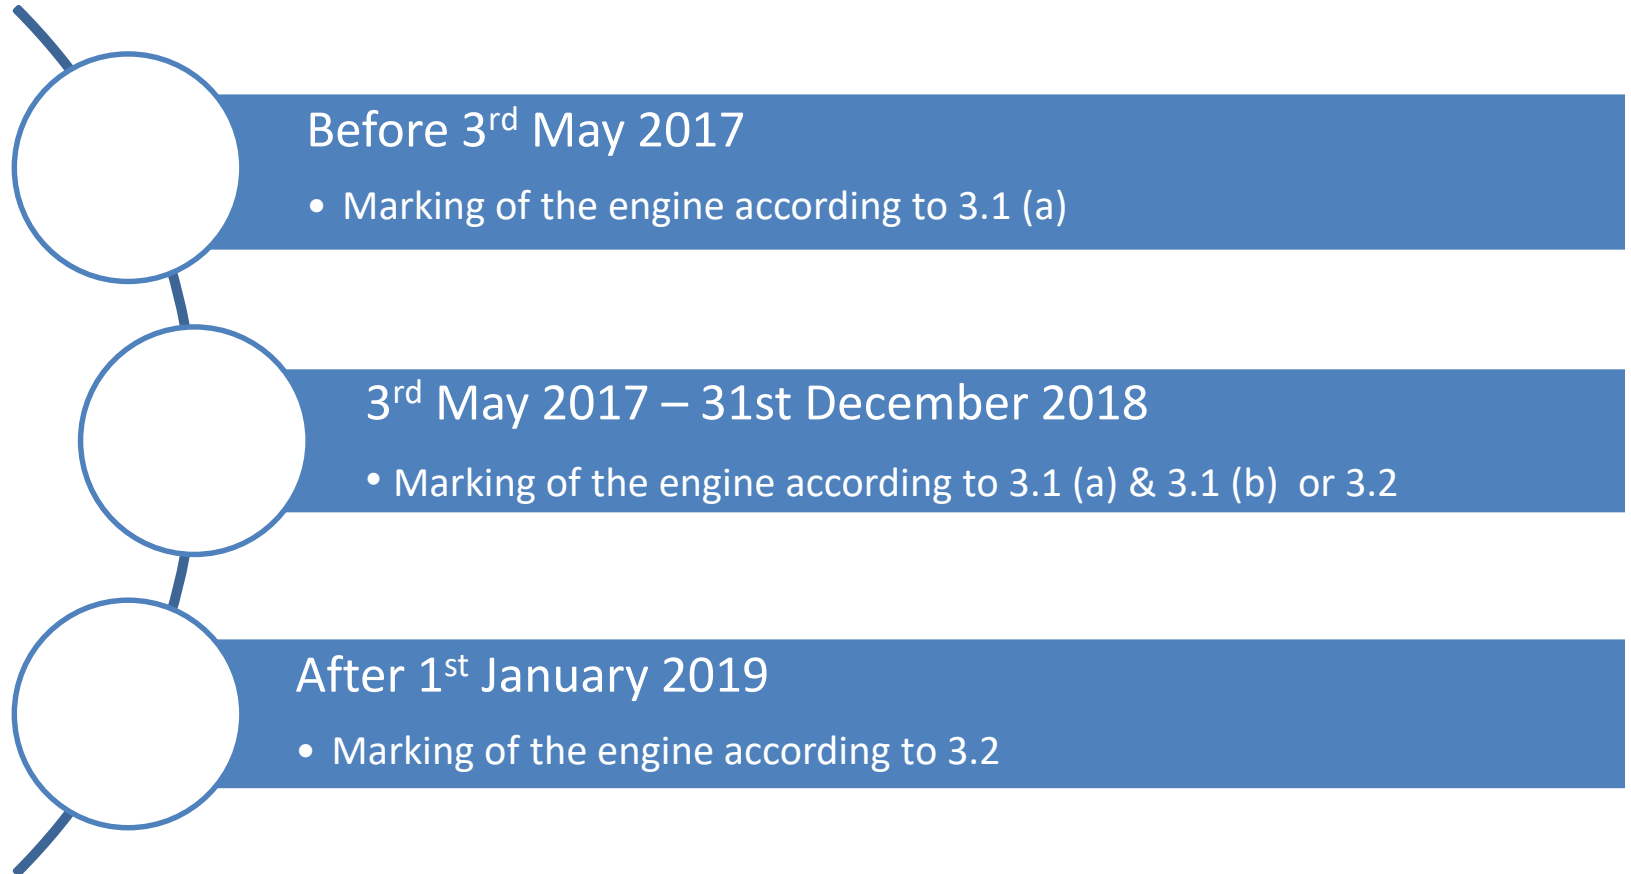 Before 3rd May 2017
• Marking of the engine according to 3.1 (a)
3rd May 2017 – 31st December 2018
• Marking of the engine according to 3.1 (a) & 3.1 (b) or 3.2
After 1st January 2019
• Marking of the engine according to 3.2